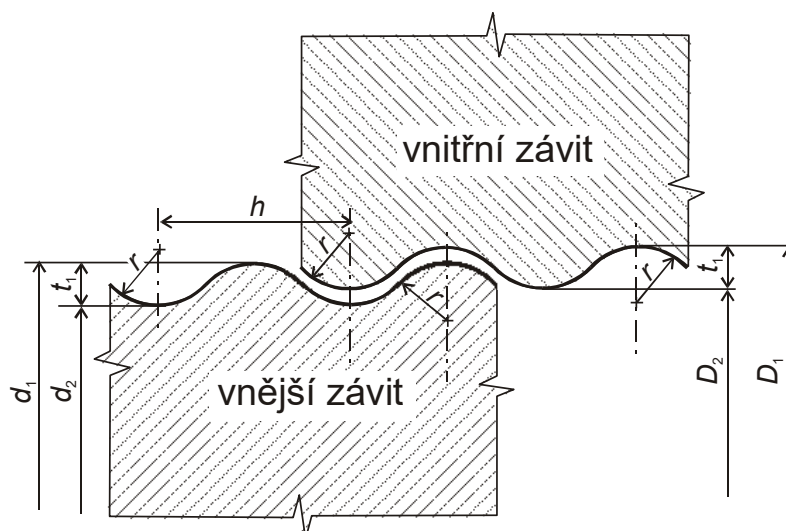 vnitřní závit
h
r
r
t₁
r
t₁
r
d₁
d₂
vnější závit
D₂
D₁